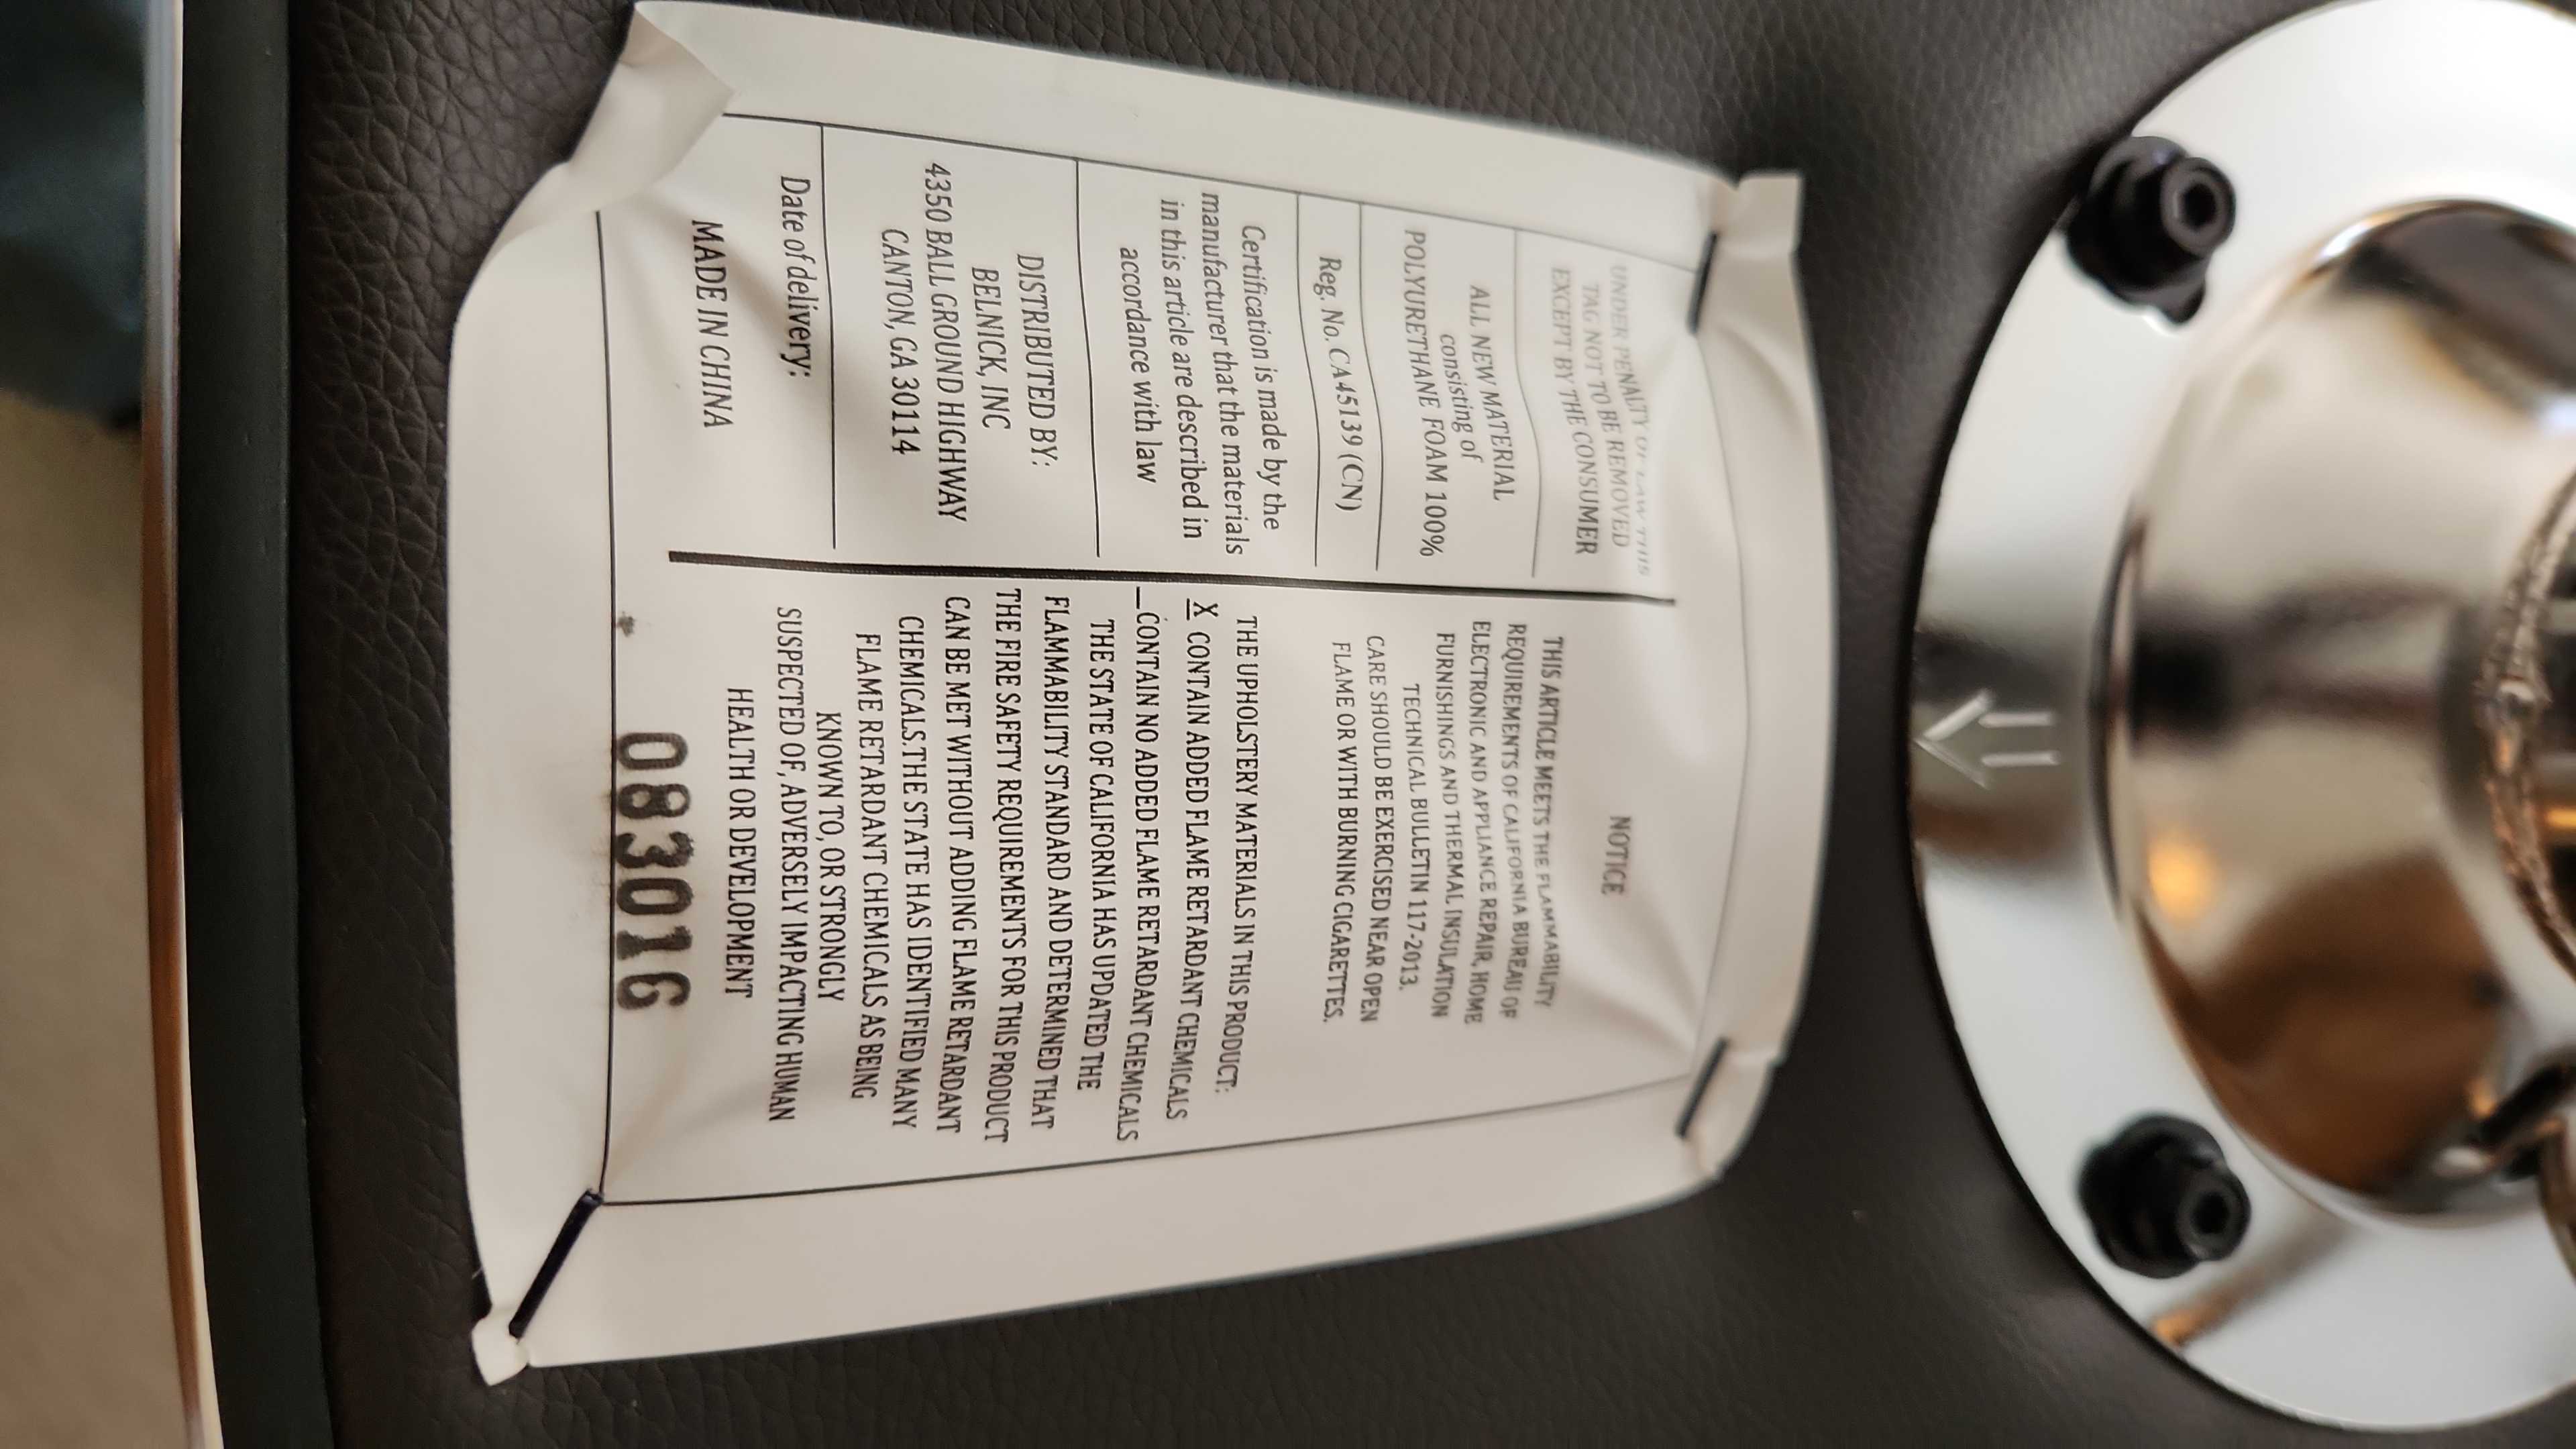 UNDER PENALTY OF LAW THIS
TAG NOT TO BE REMOVED
EXCEPT BY THE CONSUMER
ALL NEW MATERIAL
consisting of
POLYURETHANE FOAM 100%
Reg. No. CA45139 (CN)
Certification is made by the
manufacturer that the materials
in this article are described in
accordance with law
DISTRIBUTED BY:
BELNICK, INC
4350 BALL GROUND HIGHWAY
CANTON, GA 30114
Date of delivery:
MADE IN CHINA
NOTICE
THIS ARTICLE MEETS THE FLAMMABILITY
REQUIREMENTS OF CALIFORNIA BUREAU OF
ELECTRONIC AND APPLIANCE REPAIR, HOME
FURNISHINGS AND THERMAL INSULATION
TECHNICAL BULLETIN 117-2013.
CARE SHOULD BE EXERCISED NEAR OPEN
FLAME OR WITH BURNING CIGARETTES.
THE UPHOLSTERY MATERIALS IN THIS PRODUCT:
X CONTAIN ADDED FLAME RETARDANT CHEMICALS
_CONTAIN NO ADDED FLAME RETARDANT CHEMICALS
THE STATE OF CALIFORNIA HAS UPDATED THE
FLAMMABILITY STANDARD AND DETERMINED THAT
THE FIRE SAFETY REQUIREMENTS FOR THIS PRODUCT
CAN BE MET WITHOUT ADDING FLAME RETARDANT
CHEMICALS.THE STATE HAS IDENTIFIED MANY
FLAME RETARDANT CHEMICALS AS BEING
KNOWN TO, OR STRONGLY
SUSPECTED OF, ADVERSELY IMPACTING HUMAN
HEALTH OR DEVELOPMENT
083016